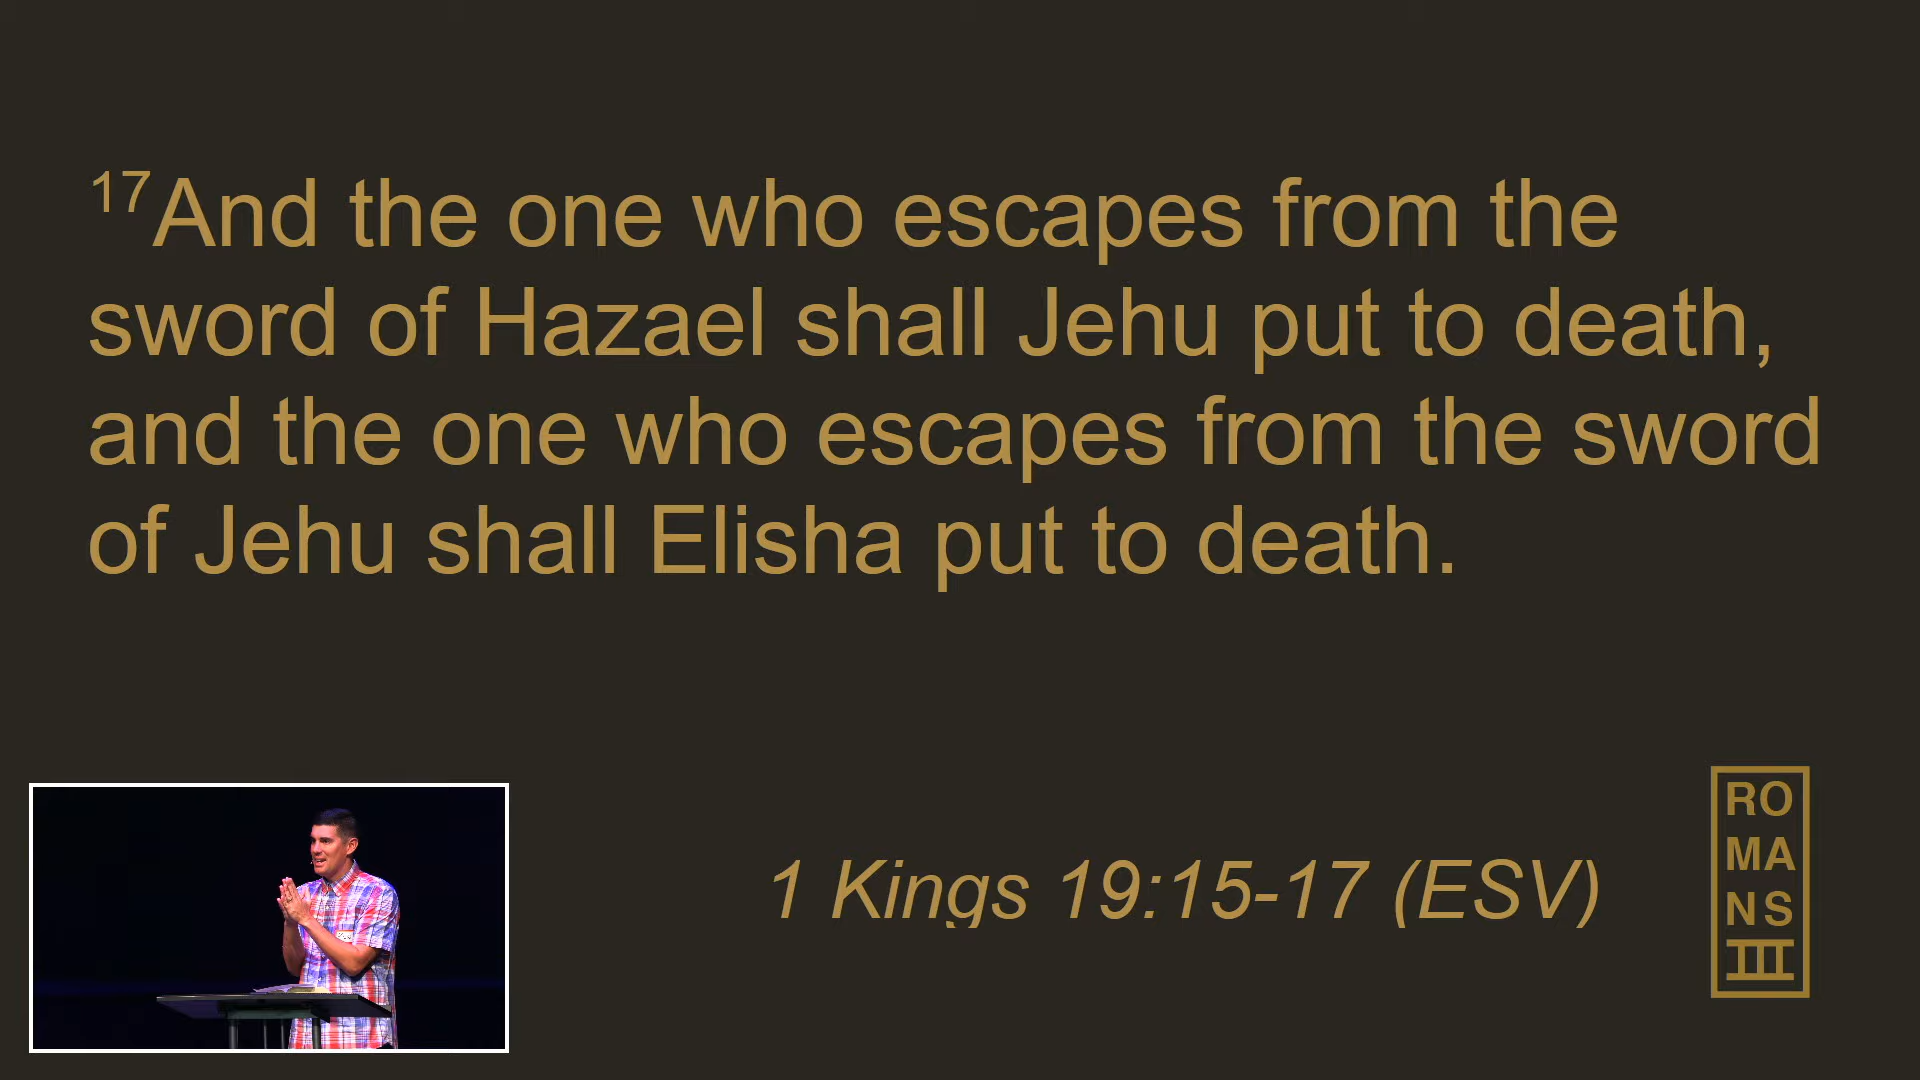 17And the one who escapes from the
sword of Hazael shall Jehu put to death,
and the one who escapes from the sword
of Jehu shall Elisha put to death.
1 Kings 19:15-17 (ESV)
RO
MA
NS
III